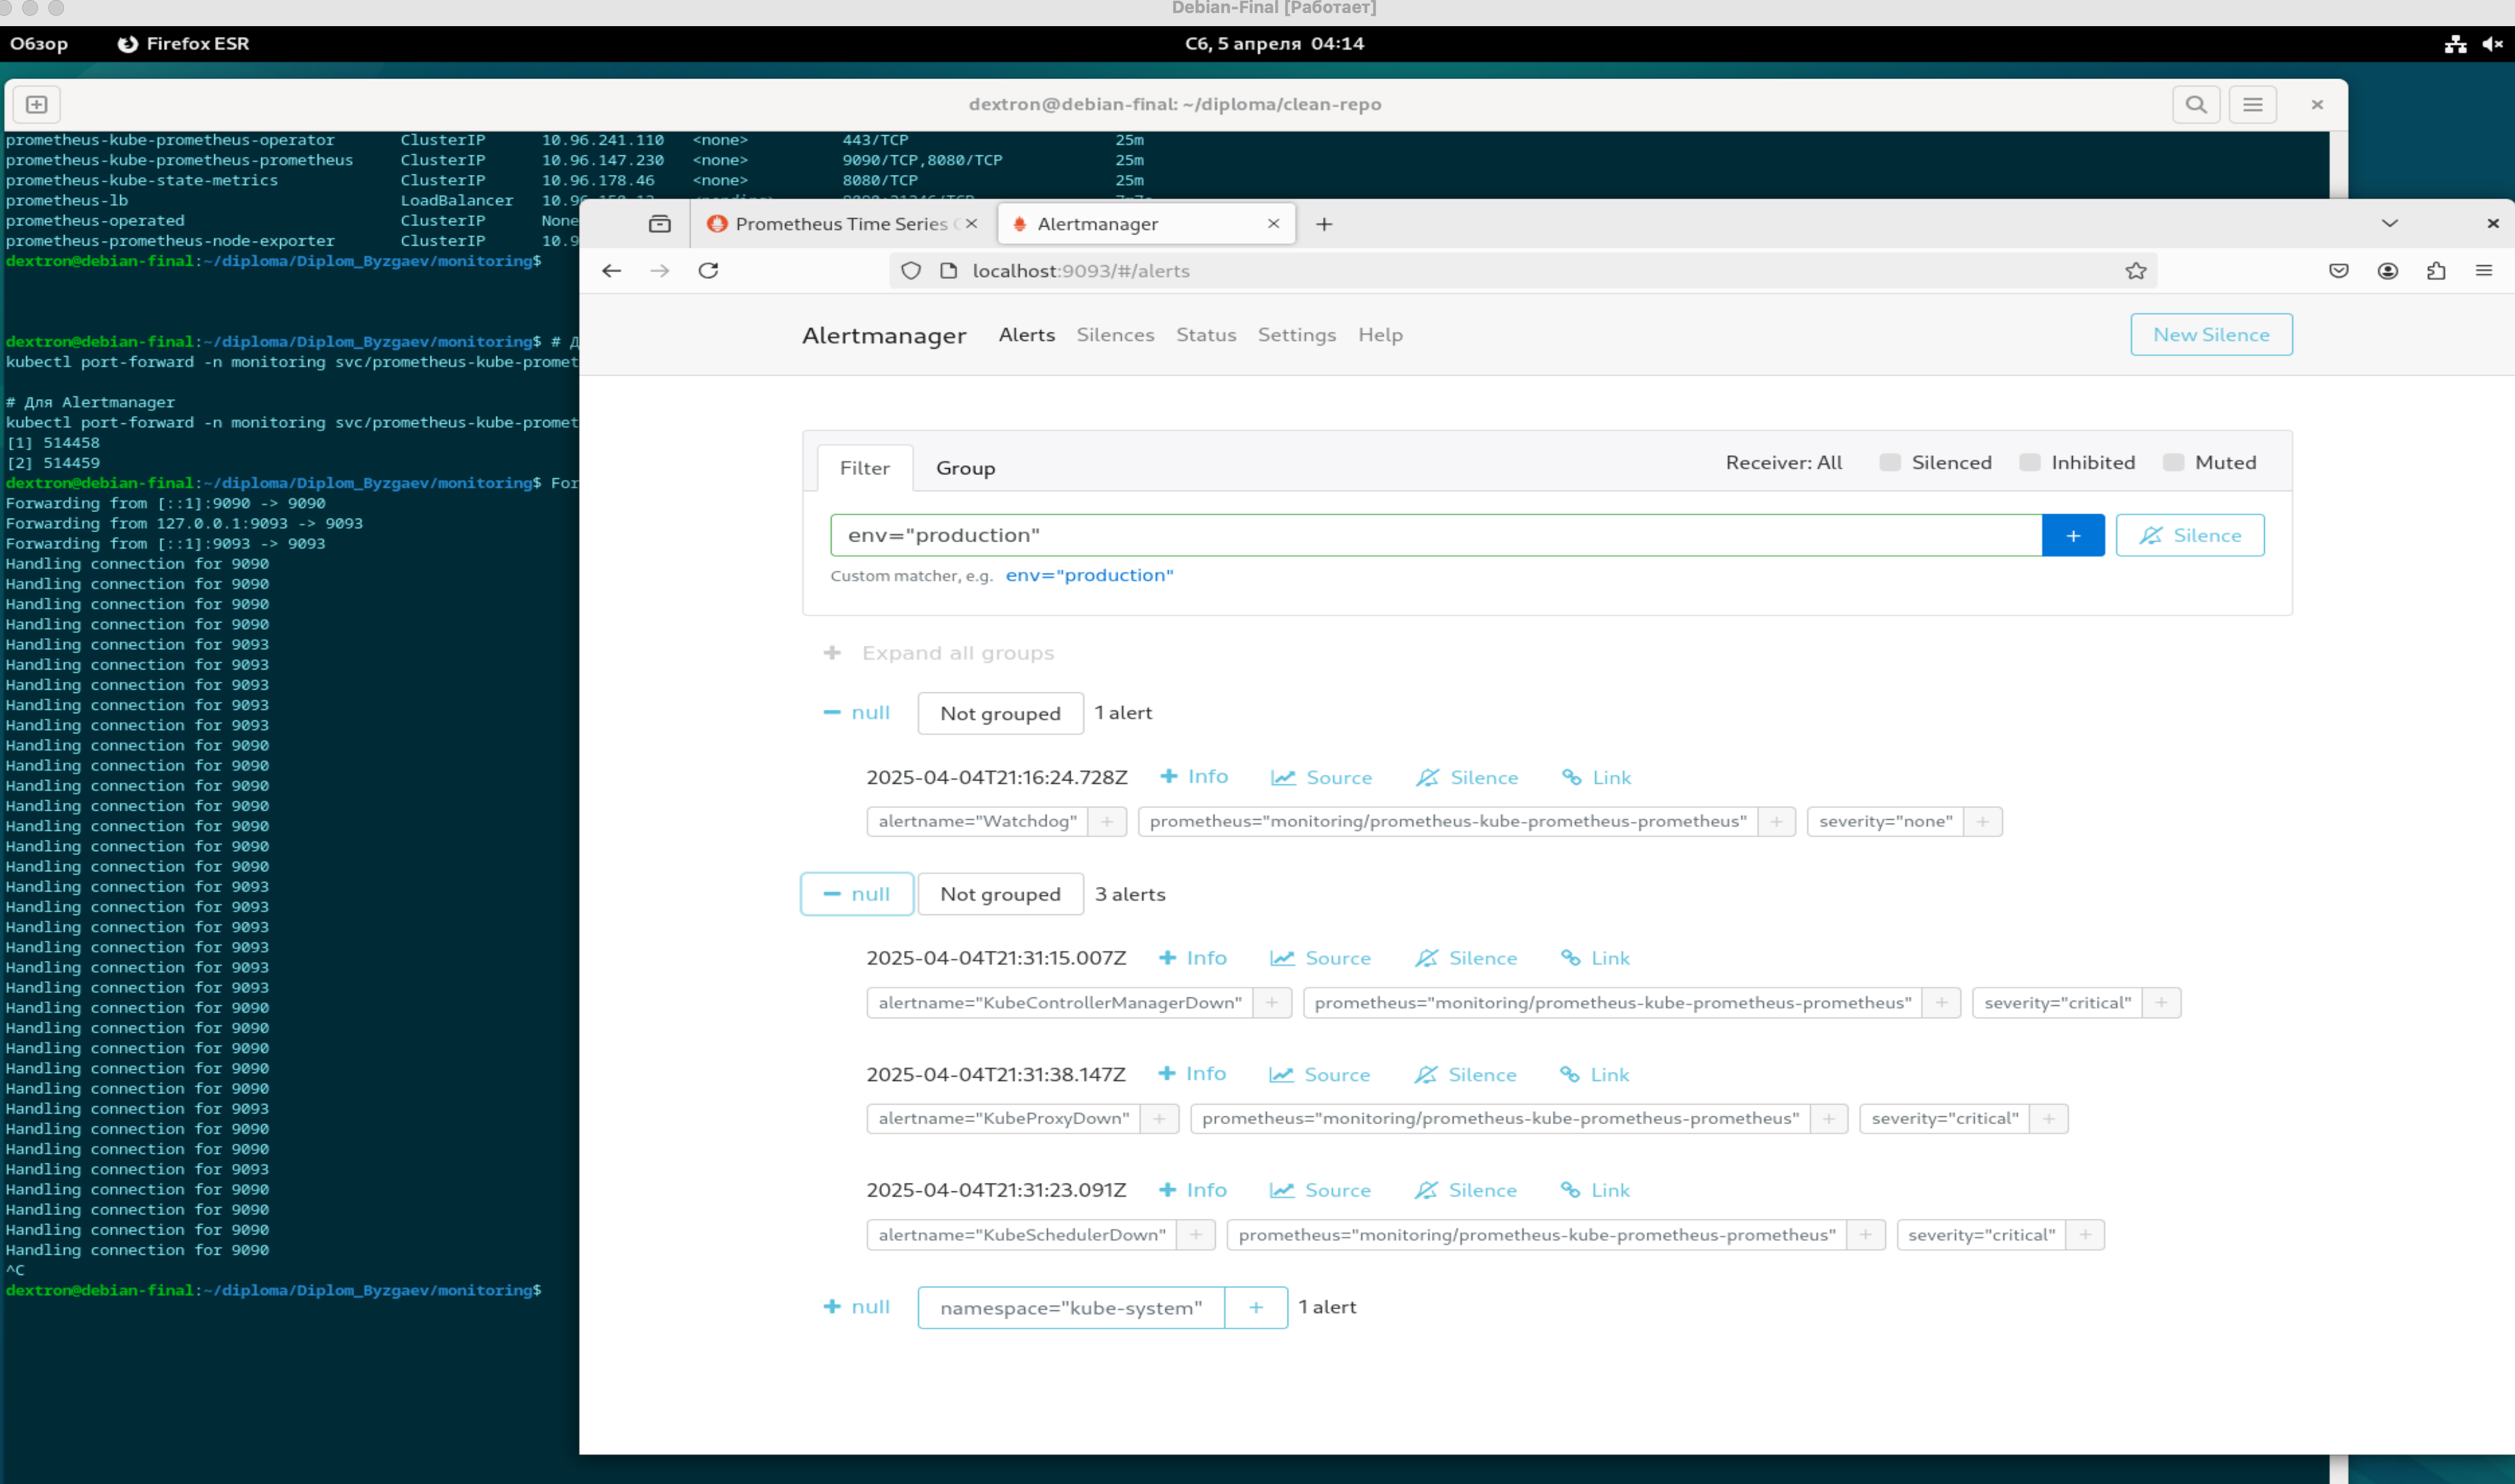 Debian-Final [Работает]
Обзор Firefox ESR Сб, 5 апреля 04:14
dextron@debian-final: ~/diploma/clean-repo
prometheus-kube-prometheus-operator ClusterIP 10.96.241.110 <none> 443/TCP 25m
prometheus-kube-prometheus-prometheus ClusterIP 10.96.147.230 <none> 9090/TCP,8080/TCP 25m
prometheus-kube-state-metrics ClusterIP 10.96.178.46 <none> 8080/TCP 25m
prometheus-lb LoadBalancer
prometheus-operated ClusterIP None
prometheus-prometheus-node-exporter ClusterIP 10.9
dextron@debian-final:~/diploma/Diplom_Byzgaev/monitoring$
dextron@debian-final:~/diploma/Diplom_Byzgaev/monitoring$ # Д
kubectl port-forward -n monitoring svc/prometheus-kube-promet
# Для Alertmanager
kubectl port-forward -n monitoring svc/prometheus-kube-promet
[1] 514458
[2] 514459
dextron@debian-final:~/diploma/Diplom_Byzgaev/monitoring$ For
Forwarding from [::1]:9090 -> 9090
Forwarding from 127.0.0.1:9093 -> 9093
Forwarding from [::1]:9093 -> 9093
Handling connection for 9090
Handling connection for 9090
Handling connection for 9090
Handling connection for 9090
Handling connection for 9093
Handling connection for 9093
Handling connection for 9093
Handling connection for 9093
Handling connection for 9093
Handling connection for 9090
Handling connection for 9090
Handling connection for 9090
Handling connection for 9090
Handling connection for 9090
Handling connection for 9090
Handling connection for 9090
Handling connection for 9093
Handling connection for 9093
Handling connection for 9093
Handling connection for 9093
Handling connection for 9093
Handling connection for 9093
Handling connection for 9090
Handling connection for 9090
Handling connection for 9090
Handling connection for 9090
Handling connection for 9090
Handling connection for 9093
Handling connection for 9090
Handling connection for 9090
Handling connection for 9093
Handling connection for 9090
Handling connection for 9090
Handling connection for 9090
Handling connection for 9090
^C
dextron@debian-final:~/diploma/Diplom_Byzgaev/monitoring$
Prometheus Time Series Alertmanager
localhost:9093/#/alerts
Alertmanager Alerts Silences Status Settings Help New Silence
Filter Group Receiver: All Silenced Inhibited Muted
env="production" + Silence
Custom matcher, e.g. env="production"
+ Expand all groups
− null Not grouped 1 alert
2025-04-04T21:16:24.728Z + Info Source Silence Link
alertname="Watchdog" + prometheus="monitoring/prometheus-kube-prometheus-prometheus" + severity="none" +
− null Not grouped 3 alerts
2025-04-04T21:31:15.007Z + Info Source Silence Link
alertname="KubeControllerManagerDown" + prometheus="monitoring/prometheus-kube-prometheus-prometheus" + severity="critical" +
2025-04-04T21:31:38.147Z + Info Source Silence Link
alertname="KubeProxyDown" + prometheus="monitoring/prometheus-kube-prometheus-prometheus" + severity="critical" +
2025-04-04T21:31:23.091Z + Info Source Silence Link
alertname="KubeSchedulerDown" + prometheus="monitoring/prometheus-kube-prometheus-prometheus" + severity="critical" +
+ null namespace="kube-system" + 1 alert